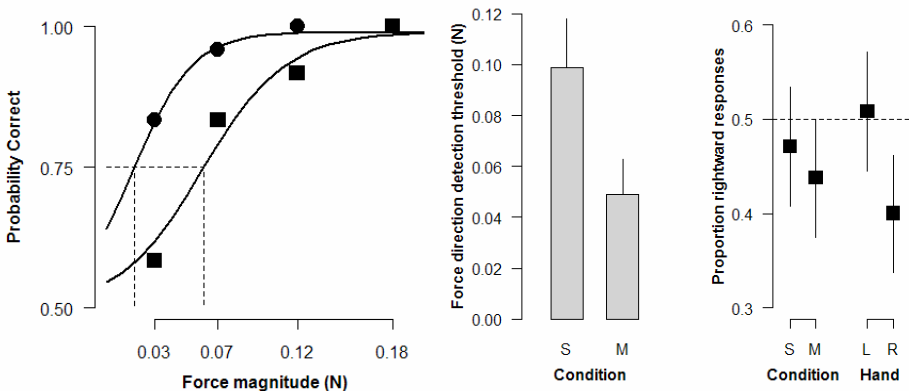 Probability Correct
1.00
0.75
0.50
0.03 0.07 0.12 0.18
Force magnitude (N)
Force direction detection threshold (N)
0.12
0.10
0.08
0.06
0.04
0.02
0.00
S M
Condition
Proportion rightward responses
0.6
0.5
0.4
0.3
S M L R
Condition Hand